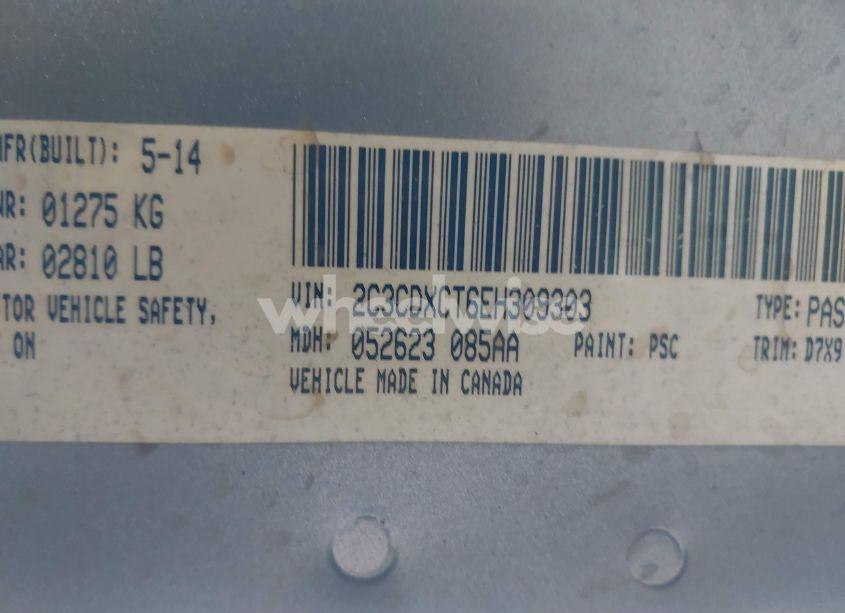 MFR(BUILT): 5-14
WR: 01275 KG
AR: 02810 LB
TOR VEHICLE SAFETY,
ON
VIN: 2C3CDXCT6EH309303
TYPE: PAS
MDH: 052623 085AA
PAINT: PSC
TRIM: D7X9
VEHICLE MADE IN CANADA
wheelwise